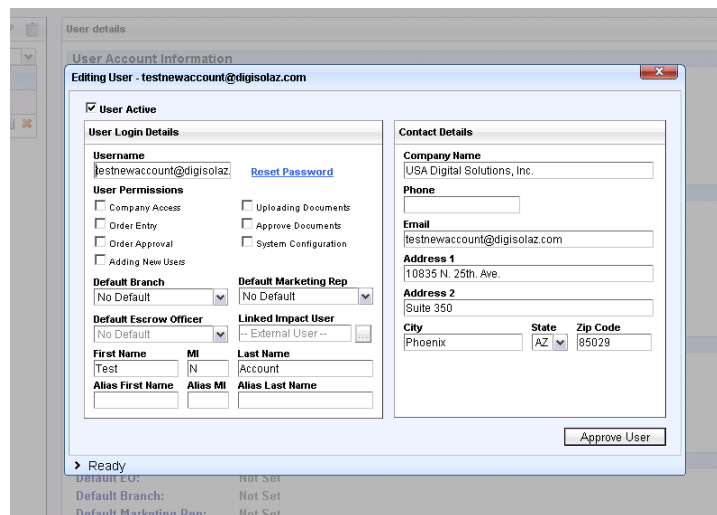 User details
User Account Information
Editing User - testnewaccount@digisolaz.com
User Active
User Login Details
Username
testnewaccount@digisolaz.
Reset Password
User Permissions
Company Access
Uploading Documents
Order Entry
Approve Documents
Order Approval
System Configuration
Adding New Users
Default Branch
Default Marketing Rep
No Default
No Default
Default Escrow Officer
Linked Impact User
No Default
-- External User --
...
First Name
MI
Last Name
Test
N
Account
Alias First Name
Alias MI
Alias Last Name
Contact Details
Company Name
USA Digital Solutions, Inc.
Phone
Email
testnewaccount@digisolaz.com
Address 1
10835 N. 25th. Ave.
Address 2
Suite 350
City
State
Zip Code
Phoenix
AZ
85029
Approve User
Ready
Default EO:
Not Set
Default Branch:
Not Set
Default Marketing Rep:
Not Set